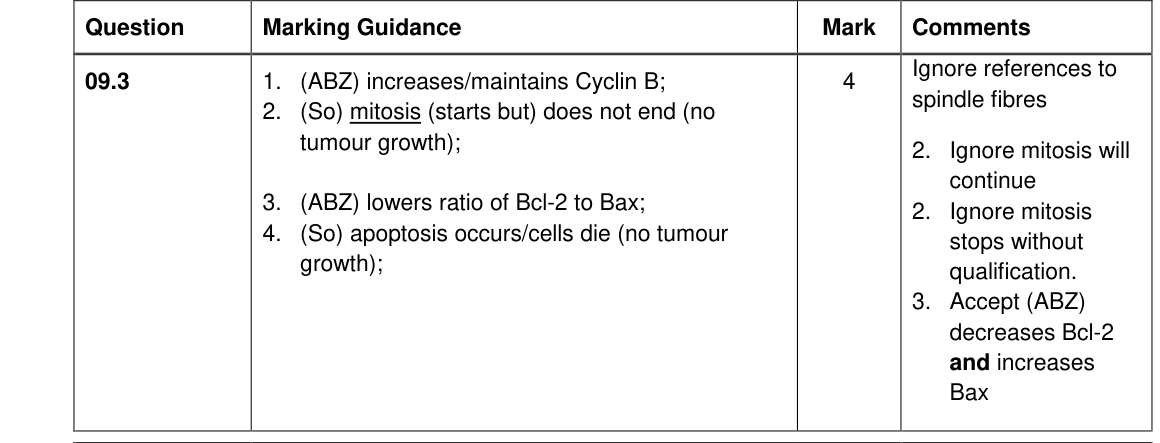 Question Marking Guidance Mark Comments
09.3
1. (ABZ) increases/maintains Cyclin B;
2. (So) mitosis (starts but) does not end (no
tumour growth);
3. (ABZ) lowers ratio of Bcl-2 to Bax;
4. (So) apoptosis occurs/cells die (no tumour
growth);
4
Ignore references to
spindle fibres
2. Ignore mitosis will
continue
2. Ignore mitosis
stops without
qualification.
3. Accept (ABZ)
decreases Bcl-2
and increases
Bax